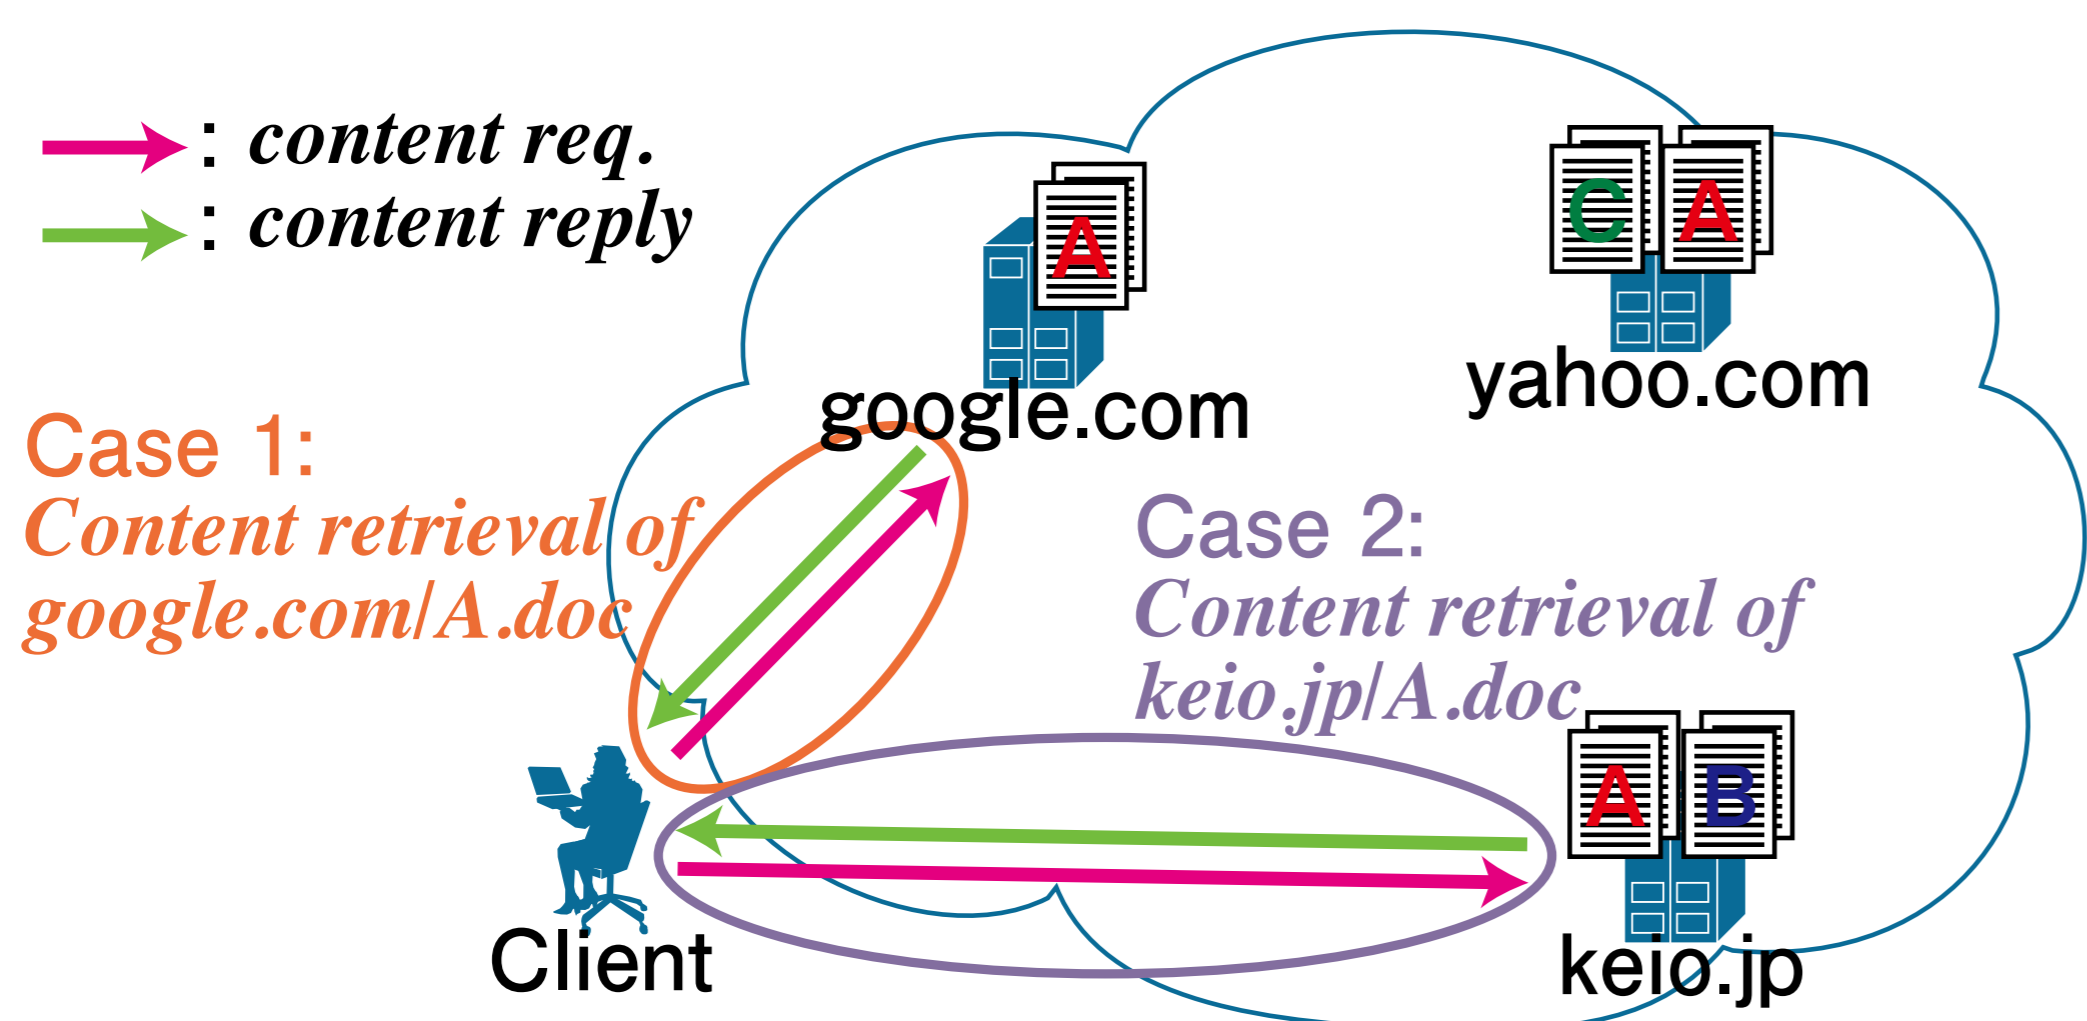 : content req.
: content reply
A
C A
google.com
yahoo.com
Case 1:
Content retrieval of
google.com/A.doc
Case 2:
Content retrieval of
keio.jp/A.doc
A B
Client
keio.jp